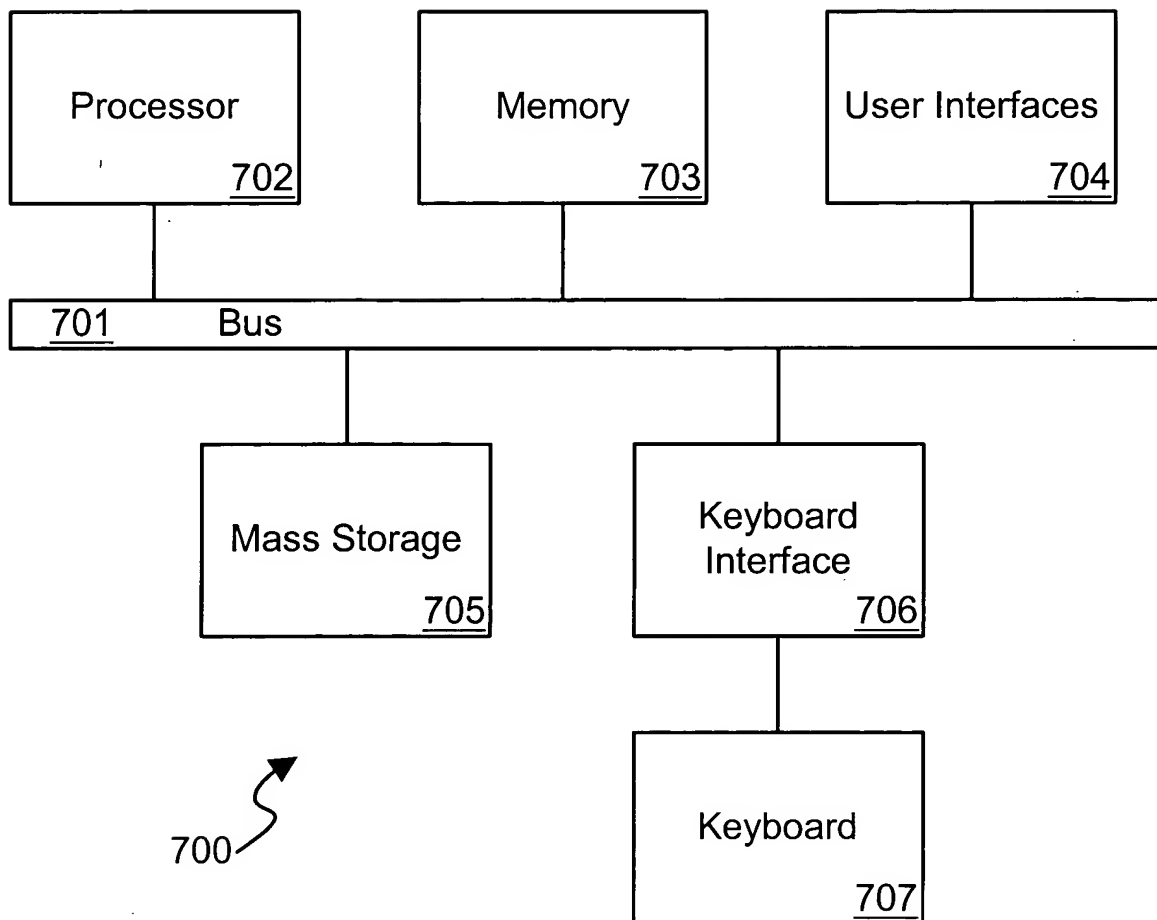 Processor
702
Memory
703
User Interfaces
704
701 Bus
Mass Storage
705
Keyboard
Interface
706
700
Keyboard
707